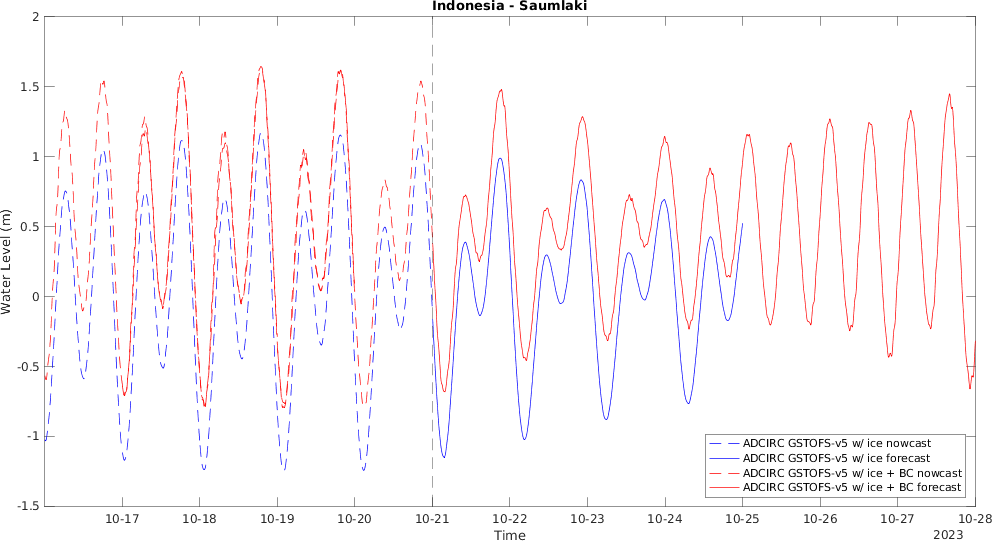 Indonesia - Saumlaki
2
1.5
1
0.5
0
-0.5
-1
-1.5
Water Level (m)
ADCIRC GSTOFS-v5 w/ ice nowcast
ADCIRC GSTOFS-v5 w/ ice forecast
ADCIRC GSTOFS-v5 w/ ice + BC nowcast
ADCIRC GSTOFS-v5 w/ ice + BC forecast
10-17 10-18 10-19 10-20 10-21 10-22 10-23 10-24 10-25 10-26 10-27 10-28
Time
2023